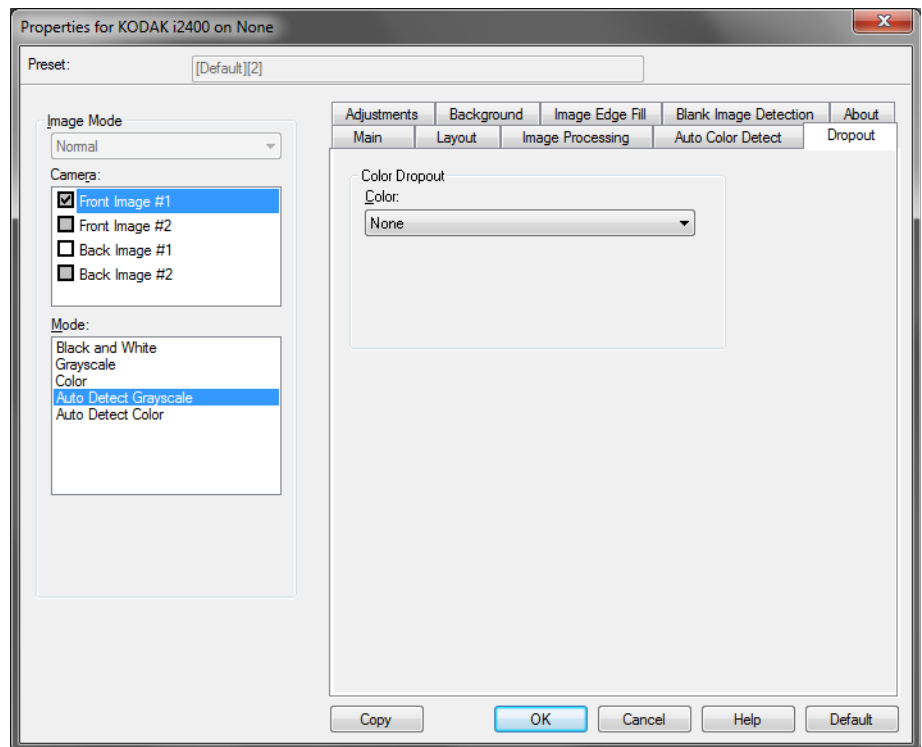 Properties for KODAK i2400 on None
Preset:
[Default][2]
Image Mode
Normal
Camera:
Front Image #1
Front Image #2
Back Image #1
Back Image #2
Mode:
Black and White
Grayscale
Color
Auto Detect Grayscale
Auto Detect Color
Adjustments Background Image Edge Fill Blank Image Detection About
Main Layout Image Processing Auto Color Detect Dropout
Color Dropout
Color:
None
Copy OK Cancel Help Default